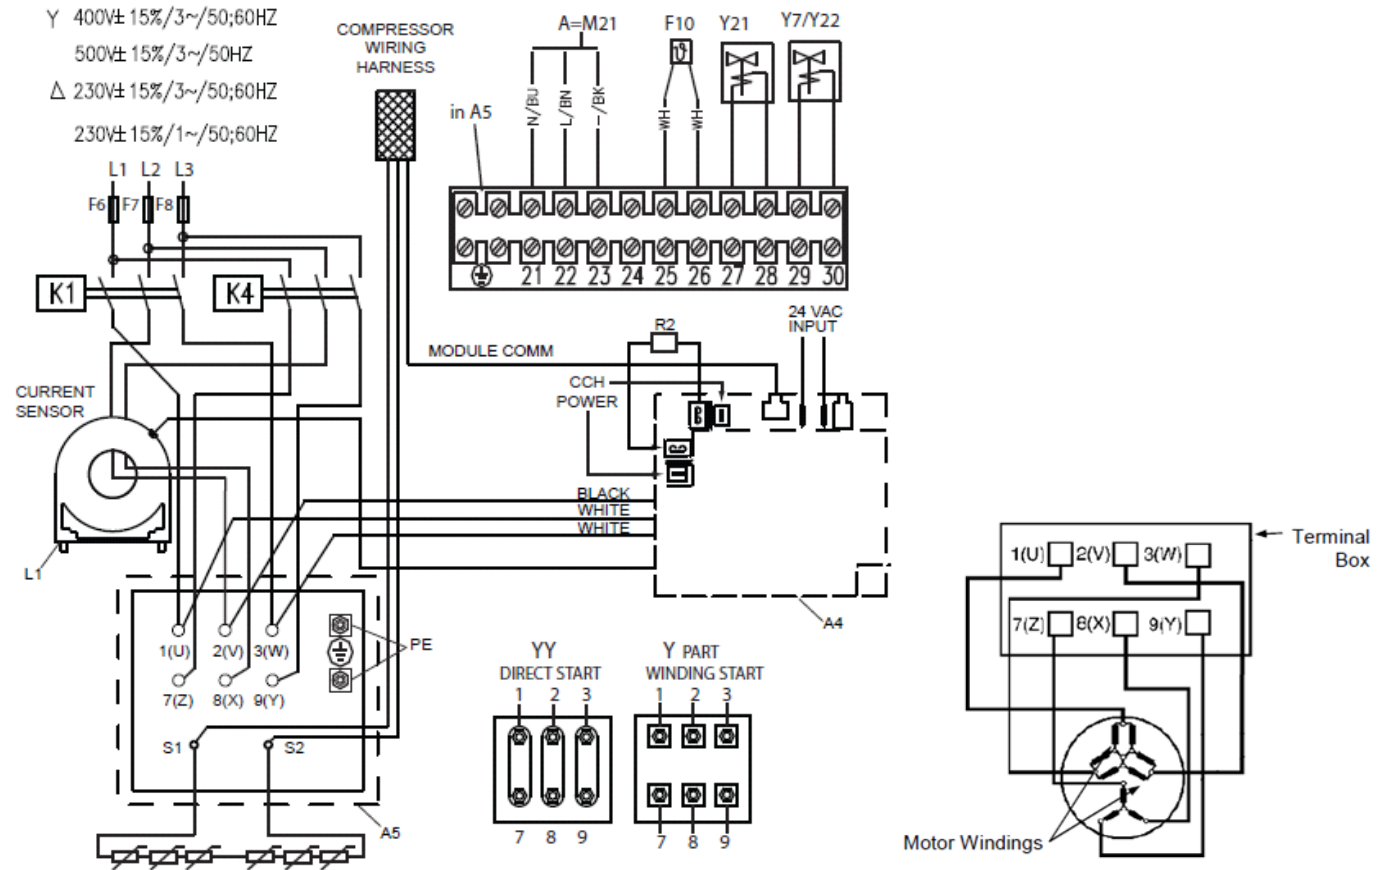 Y 400V± 15%/3~/50;60HZ
500V± 15%/3~/50HZ
Δ 230V± 15%/3~/50;60HZ
230V± 15%/1~/50;60HZ
L1 L2 L3
F6 F7 F8
K1 K4
COMPRESSOR
WIRING
HARNESS
A=M21 F10 Y21 Y7/Y22
in A5
N/BU L/BN –/BK WH WH
ϑ
21 22 23 24 25 26 27 28 29 30
24 VAC
INPUT
R2
MODULE COMM
CCH
POWER
CURRENT
SENSOR
L1
BLACK
WHITE
WHITE
A4
1(U) 2(V) 3(W)
7(Z) 8(X) 9(Y)
PE
S1 S2
A5
YY
DIRECT START
1 2 3
7 8 9
Y PART
WINDING START
1 2 3
7 8 9
1(U) 2(V) 3(W)
7(Z) 8(X) 9(Y)
Terminal
Box
Motor Windings